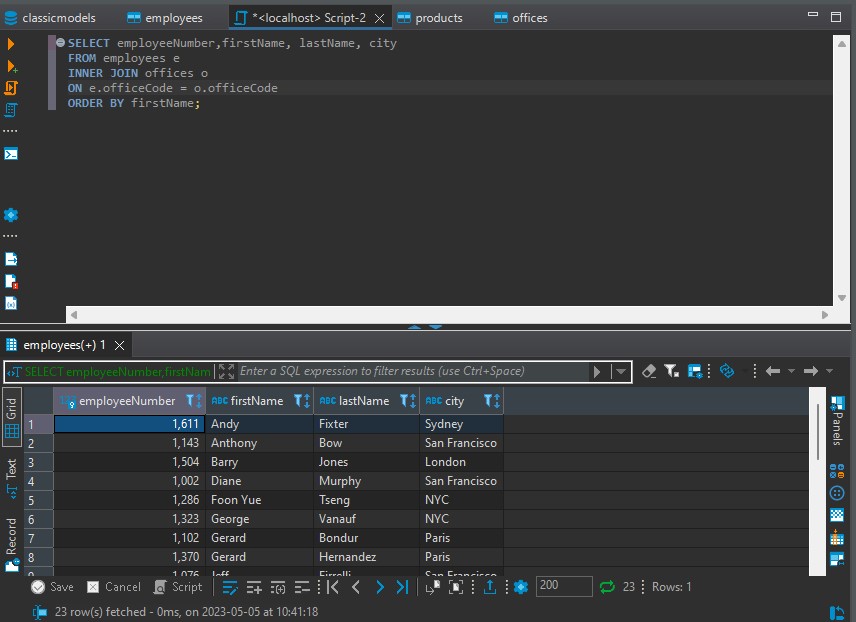 classicmodels employees *<localhost> Script-2 products offices
SELECT employeeNumber,firstName, lastName, city
FROM employees e
INNER JOIN offices o
ON e.officeCode = o.officeCode
ORDER BY firstName;
employees(+) 1
SELECT employeeNumber,firstNam Enter a SQL expression to filter results (use Ctrl+Space)
Grid
Text
Record
Panels
employeeNumber ABC firstName ABC lastName ABC city
1 1,611 Andy Fixter Sydney
2 1,143 Anthony Bow San Francisco
3 1,504 Barry Jones London
4 1,002 Diane Murphy San Francisco
5 1,286 Foon Yue Tseng NYC
6 1,323 George Vanauf NYC
7 1,102 Gerard Bondur Paris
8 1,370 Gerard Hernandez Paris
9 1,076 Jeff Firrelli San Francisco
Save Cancel Script 200 23 Rows: 1
23 row(s) fetched - 0ms, on 2023-05-05 at 10:41:18